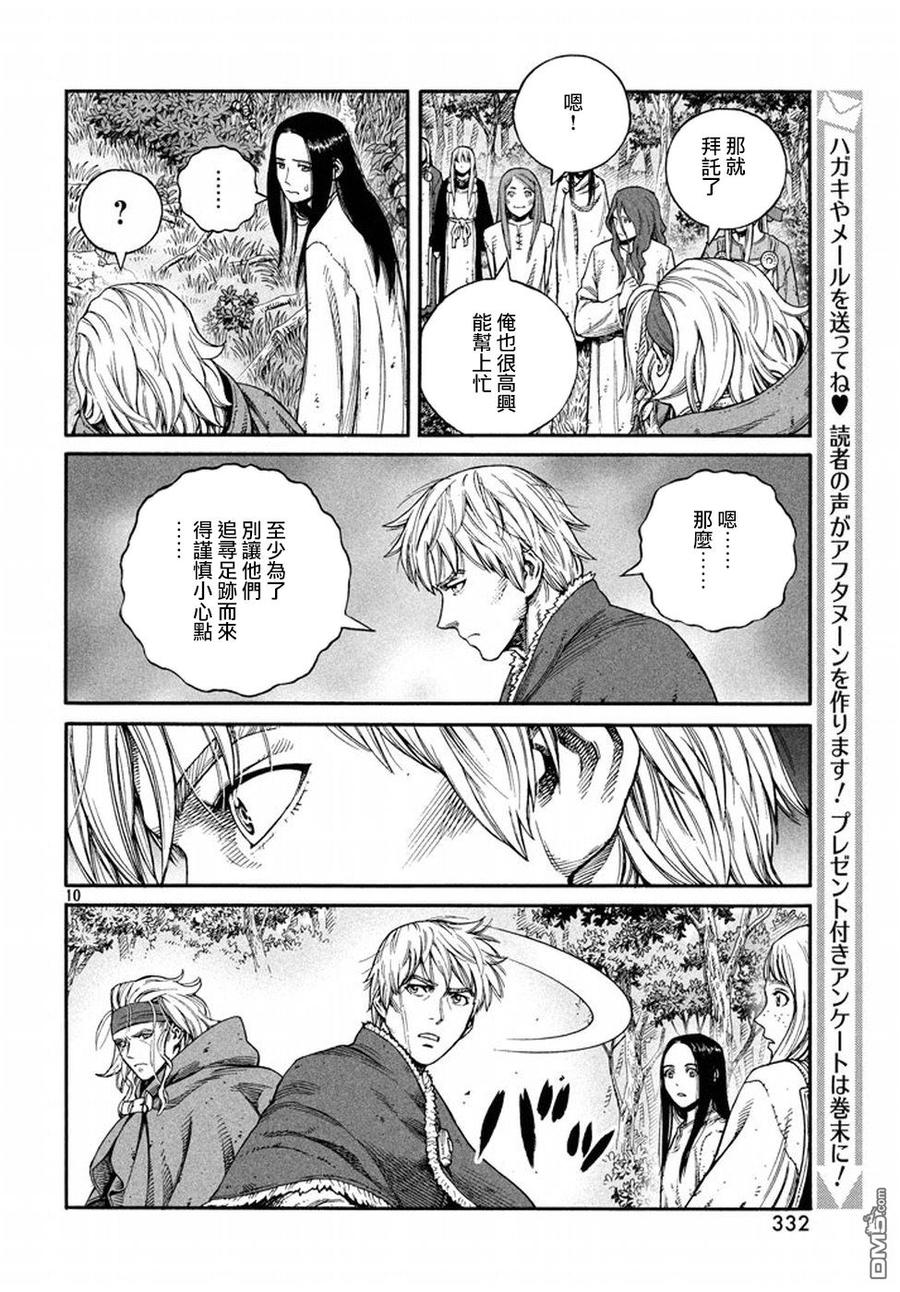 那就
拜託了
嗯！
俺也很高興
能幫上忙
……
？
嗯……
那麼……
至少為了
別讓他們
追尋足跡而來
得謹慎小心點
……
10
バッ
ハガキやメールを送ってね♥ 読者の声がアフタヌーンを作ります！ プレゼント付きアンケートは巻末に！
332
DM5.com